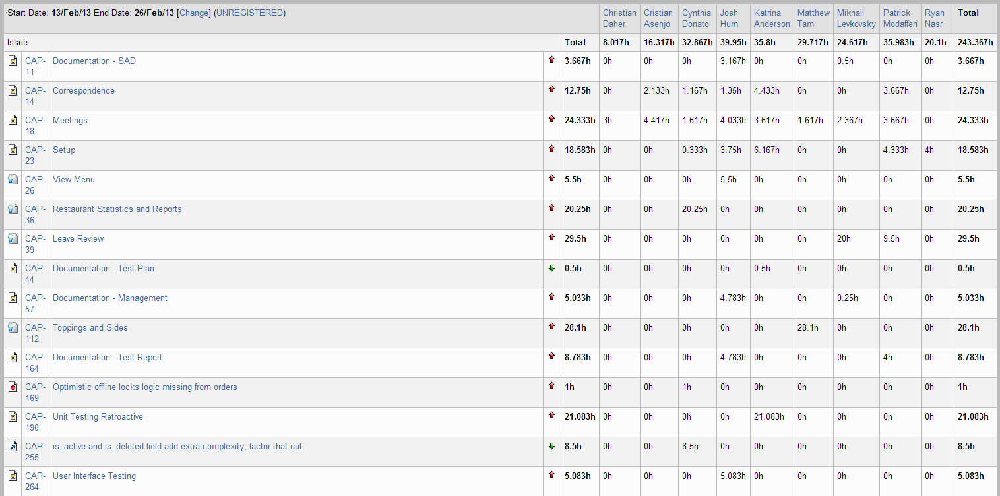 Start Date: 13/Feb/13 End Date: 26/Feb/13 [Change] (UNREGISTERED) Christian Daher Cristian Asenjo Cynthia Donato Josh Hum Katrina Anderson Matthew Tam Mikhail Levkovsky Patrick Modafferi Ryan Nasr Total
Issue Total 8.017h 16.317h 32.867h 39.95h 35.8h 29.717h 24.617h 35.983h 20.1h 243.367h
CAP-11 Documentation - SAD 3.667h 0h 0h 0h 3.167h 0h 0h 0.5h 0h 0h 3.667h
CAP-14 Correspondence 12.75h 0h 2.133h 1.167h 1.35h 4.433h 0h 0h 3.667h 0h 12.75h
CAP-18 Meetings 24.333h 3h 4.417h 1.617h 4.033h 3.617h 1.617h 2.367h 3.667h 0h 24.333h
CAP-23 Setup 18.583h 0h 0h 0.333h 3.75h 6.167h 0h 0h 4.333h 4h 18.583h
CAP-26 View Menu 5.5h 0h 0h 0h 5.5h 0h 0h 0h 0h 0h 5.5h
CAP-36 Restaurant Statistics and Reports 20.25h 0h 0h 20.25h 0h 0h 0h 0h 0h 0h 20.25h
CAP-39 Leave Review 29.5h 0h 0h 0h 0h 0h 0h 20h 9.5h 0h 29.5h
CAP-44 Documentation - Test Plan 0.5h 0h 0h 0h 0h 0.5h 0h 0h 0h 0h 0.5h
CAP-57 Documentation - Management 5.033h 0h 0h 0h 4.783h 0h 0h 0.25h 0h 0h 5.033h
CAP-112 Toppings and Sides 28.1h 0h 0h 0h 0h 0h 28.1h 0h 0h 0h 28.1h
CAP-164 Documentation - Test Report 8.783h 0h 0h 0h 4.783h 0h 0h 0h 4h 0h 8.783h
CAP-169 Optimistic offline locks logic missing from orders 1h 0h 0h 1h 0h 0h 0h 0h 0h 0h 1h
CAP-198 Unit Testing Retroactive 21.083h 0h 0h 0h 0h 21.083h 0h 0h 0h 0h 21.083h
CAP-255 is_active and is_deleted field add extra complexity, factor that out 8.5h 0h 0h 8.5h 0h 0h 0h 0h 0h 0h 8.5h
CAP-264 User Interface Testing 5.083h 0h 0h 0h 5.083h 0h 0h 0h 0h 0h 5.083h